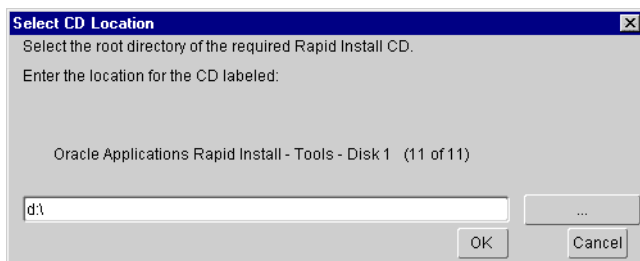 Select CD Location
Select the root directory of the required Rapid Install CD.
Enter the location for the CD labeled:
Oracle Applications Rapid Install - Tools - Disk 1 (11 of 11)
d:\
...
OK
Cancel